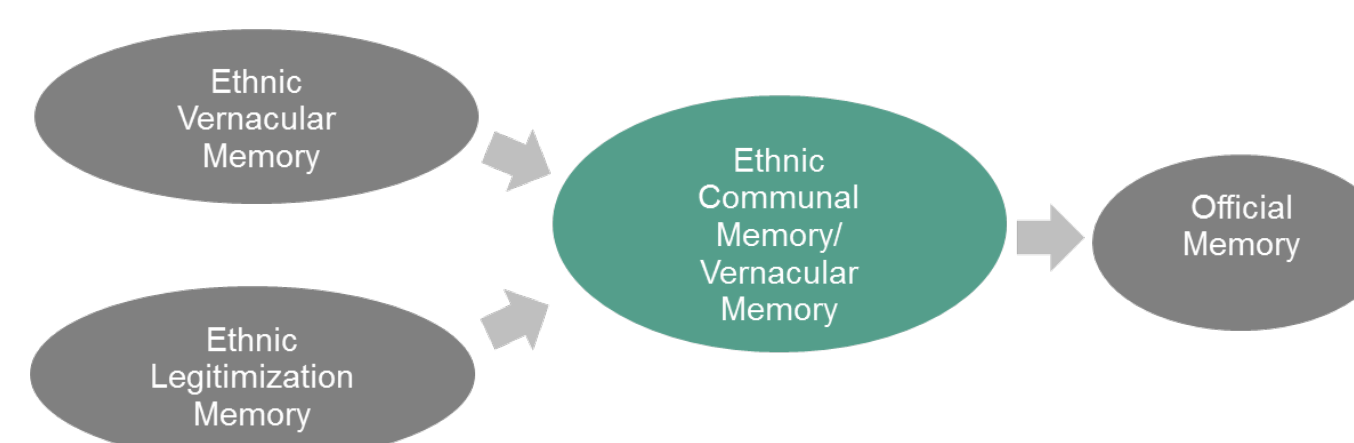 Ethnic
Vernacular
Memory
Ethnic
Legitimization
Memory
Ethnic
Communal
Memory/
Vernacular
Memory
Official
Memory